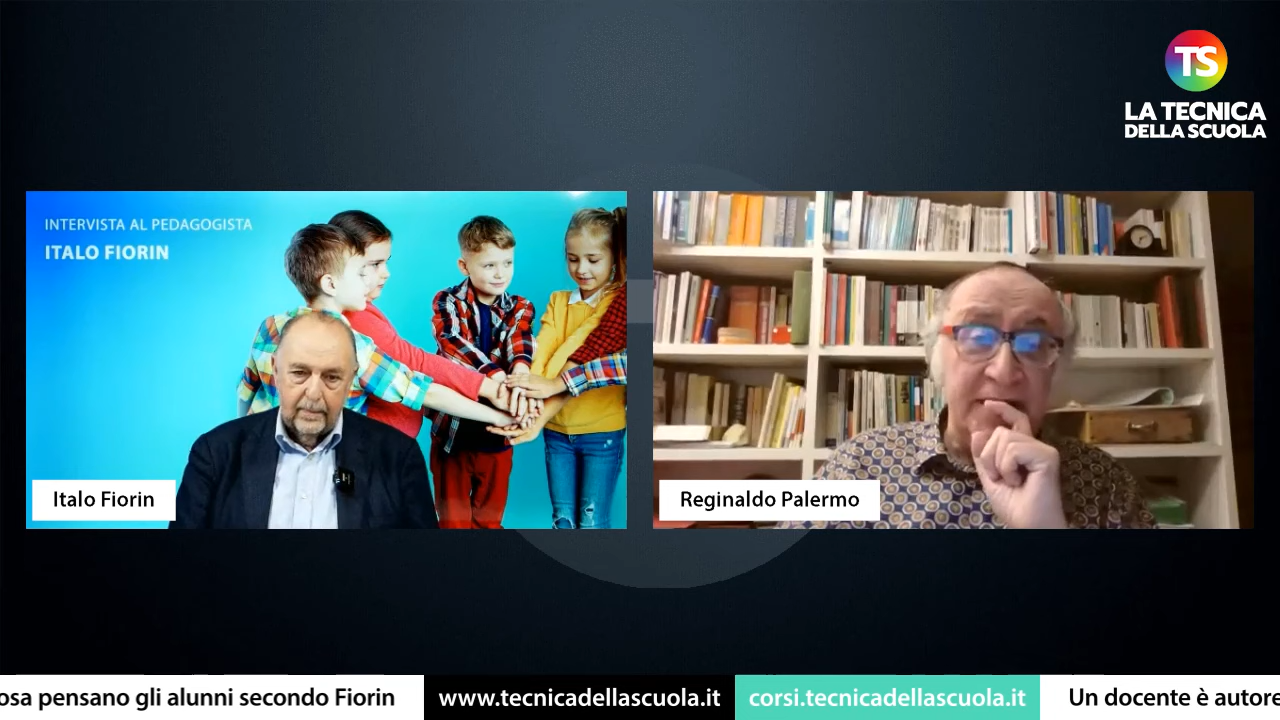 TS
LA TECNICA
DELLA SCUOLA
INTERVISTA AL PEDAGOGISTA
ITALO FIORIN
Italo Fiorin
Reginaldo Palermo
osa pensano gli alunni secondo Fiorin
www.tecnicadellascuola.it
corsi.tecnicadellascuola.it
Un docente è autore